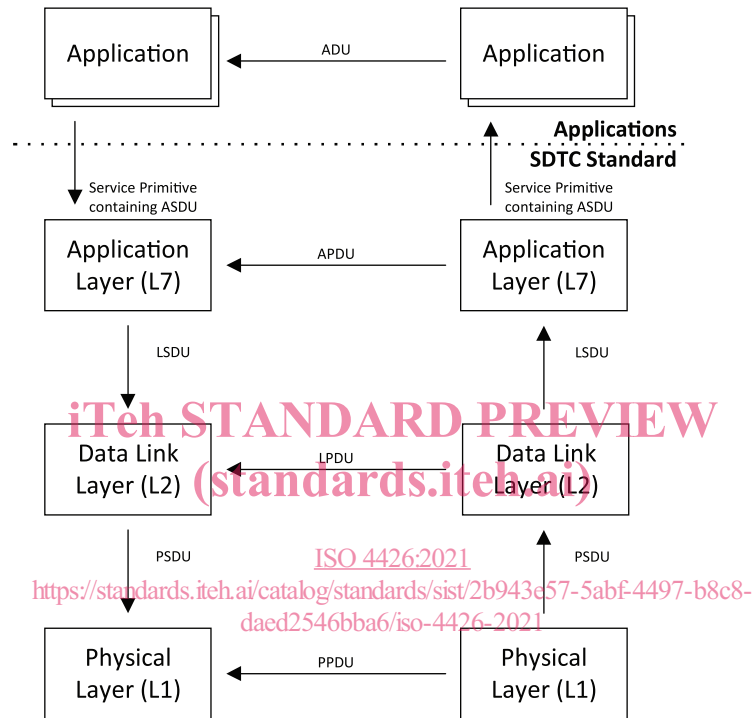 Application
ADU
Application
Applications
SDTC Standard
Service Primitive
containing ASDU
Service Primitive
containing ASDU
Application
Layer (L7)
APDU
Application
Layer (L7)
LSDU
LSDU
iTeh STANDARD PREVIEW
(standards.iteh.ai)
Data Link
Layer (L2)
LPDU
Data Link
Layer (L2)
PSDU
PSDU
ISO 4426:2021
https://standards.iteh.ai/catalog/standards/sist/2b943e57-5abf-4497-b8c8-
daed2546bba6/iso-4426-2021
Physical
Layer (L1)
PPDU
Physical
Layer (L1)